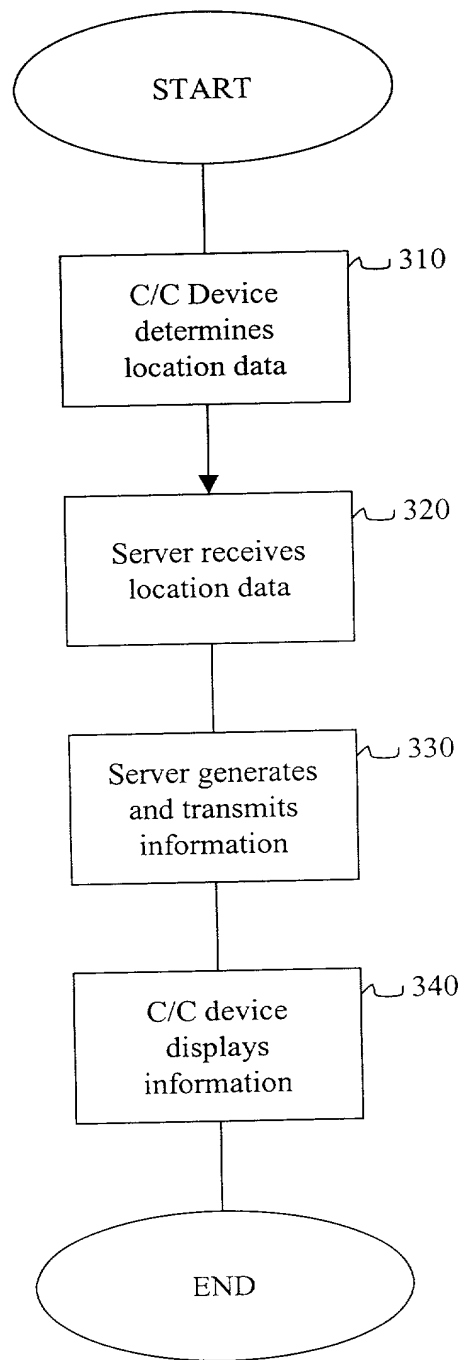 START
310
C/C Device
determines
location data
320
Server receives
location data
330
Server generates
and transmits
information
340
C/C device
displays
information
END